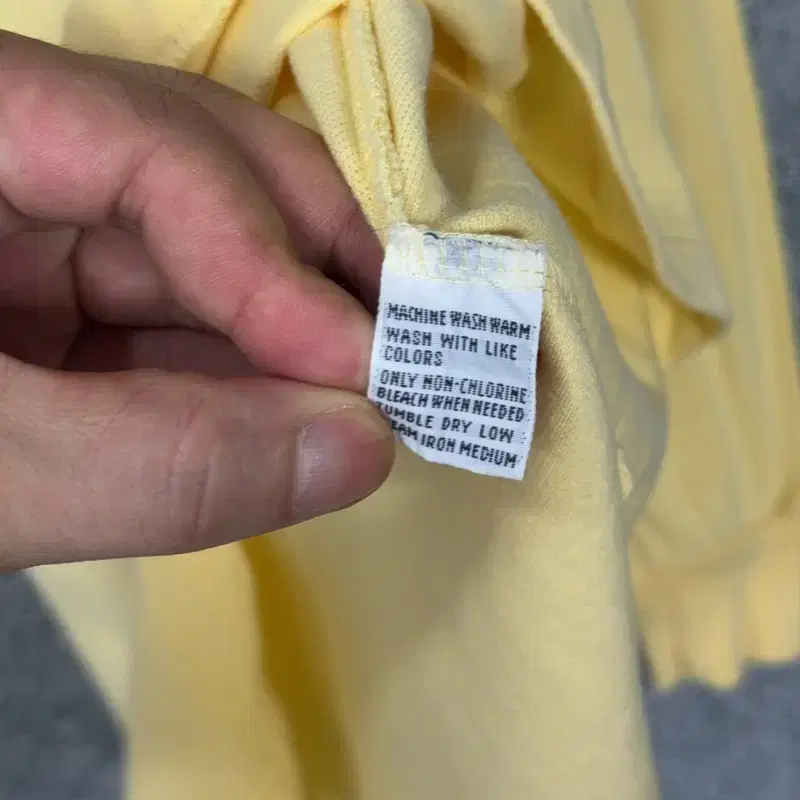 MACHINE WASH WARM
WASH WITH LIKE
COLORS
ONLY NON-CHLORINE
BLEACH WHEN NEEDED
TUMBLE DRY LOW
IRON MEDIUM